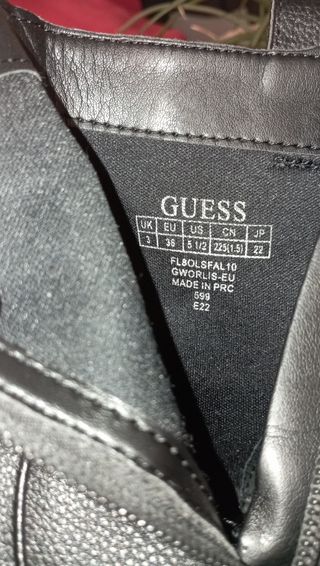 GUESS
UK EU US CN JP
3 36 5 1/2 225(1.5) 22
FL8OLSFAL10
GWORLIS-EU
MADE IN PRC
599
E22